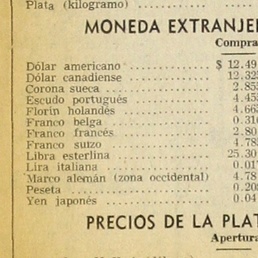 Plata (kilogramo)
MONEDA EXTRANJE
Compra
Dólar americano $ 12.49
Dólar canadiense 12.32
Corona sueca 2.85
Escudo portugués 4.45
Florín holandés 4.66
Franco belga 0.31
Franco francés 2.80
Franco suizo 4.78
Libra esterlina 25.30
Lira italiana 0.01
Marco alemán (zona occidental) 4.78
Peseta 0.20
Yen japonés 0.04
PRECIOS DE LA PLAT
Apertura